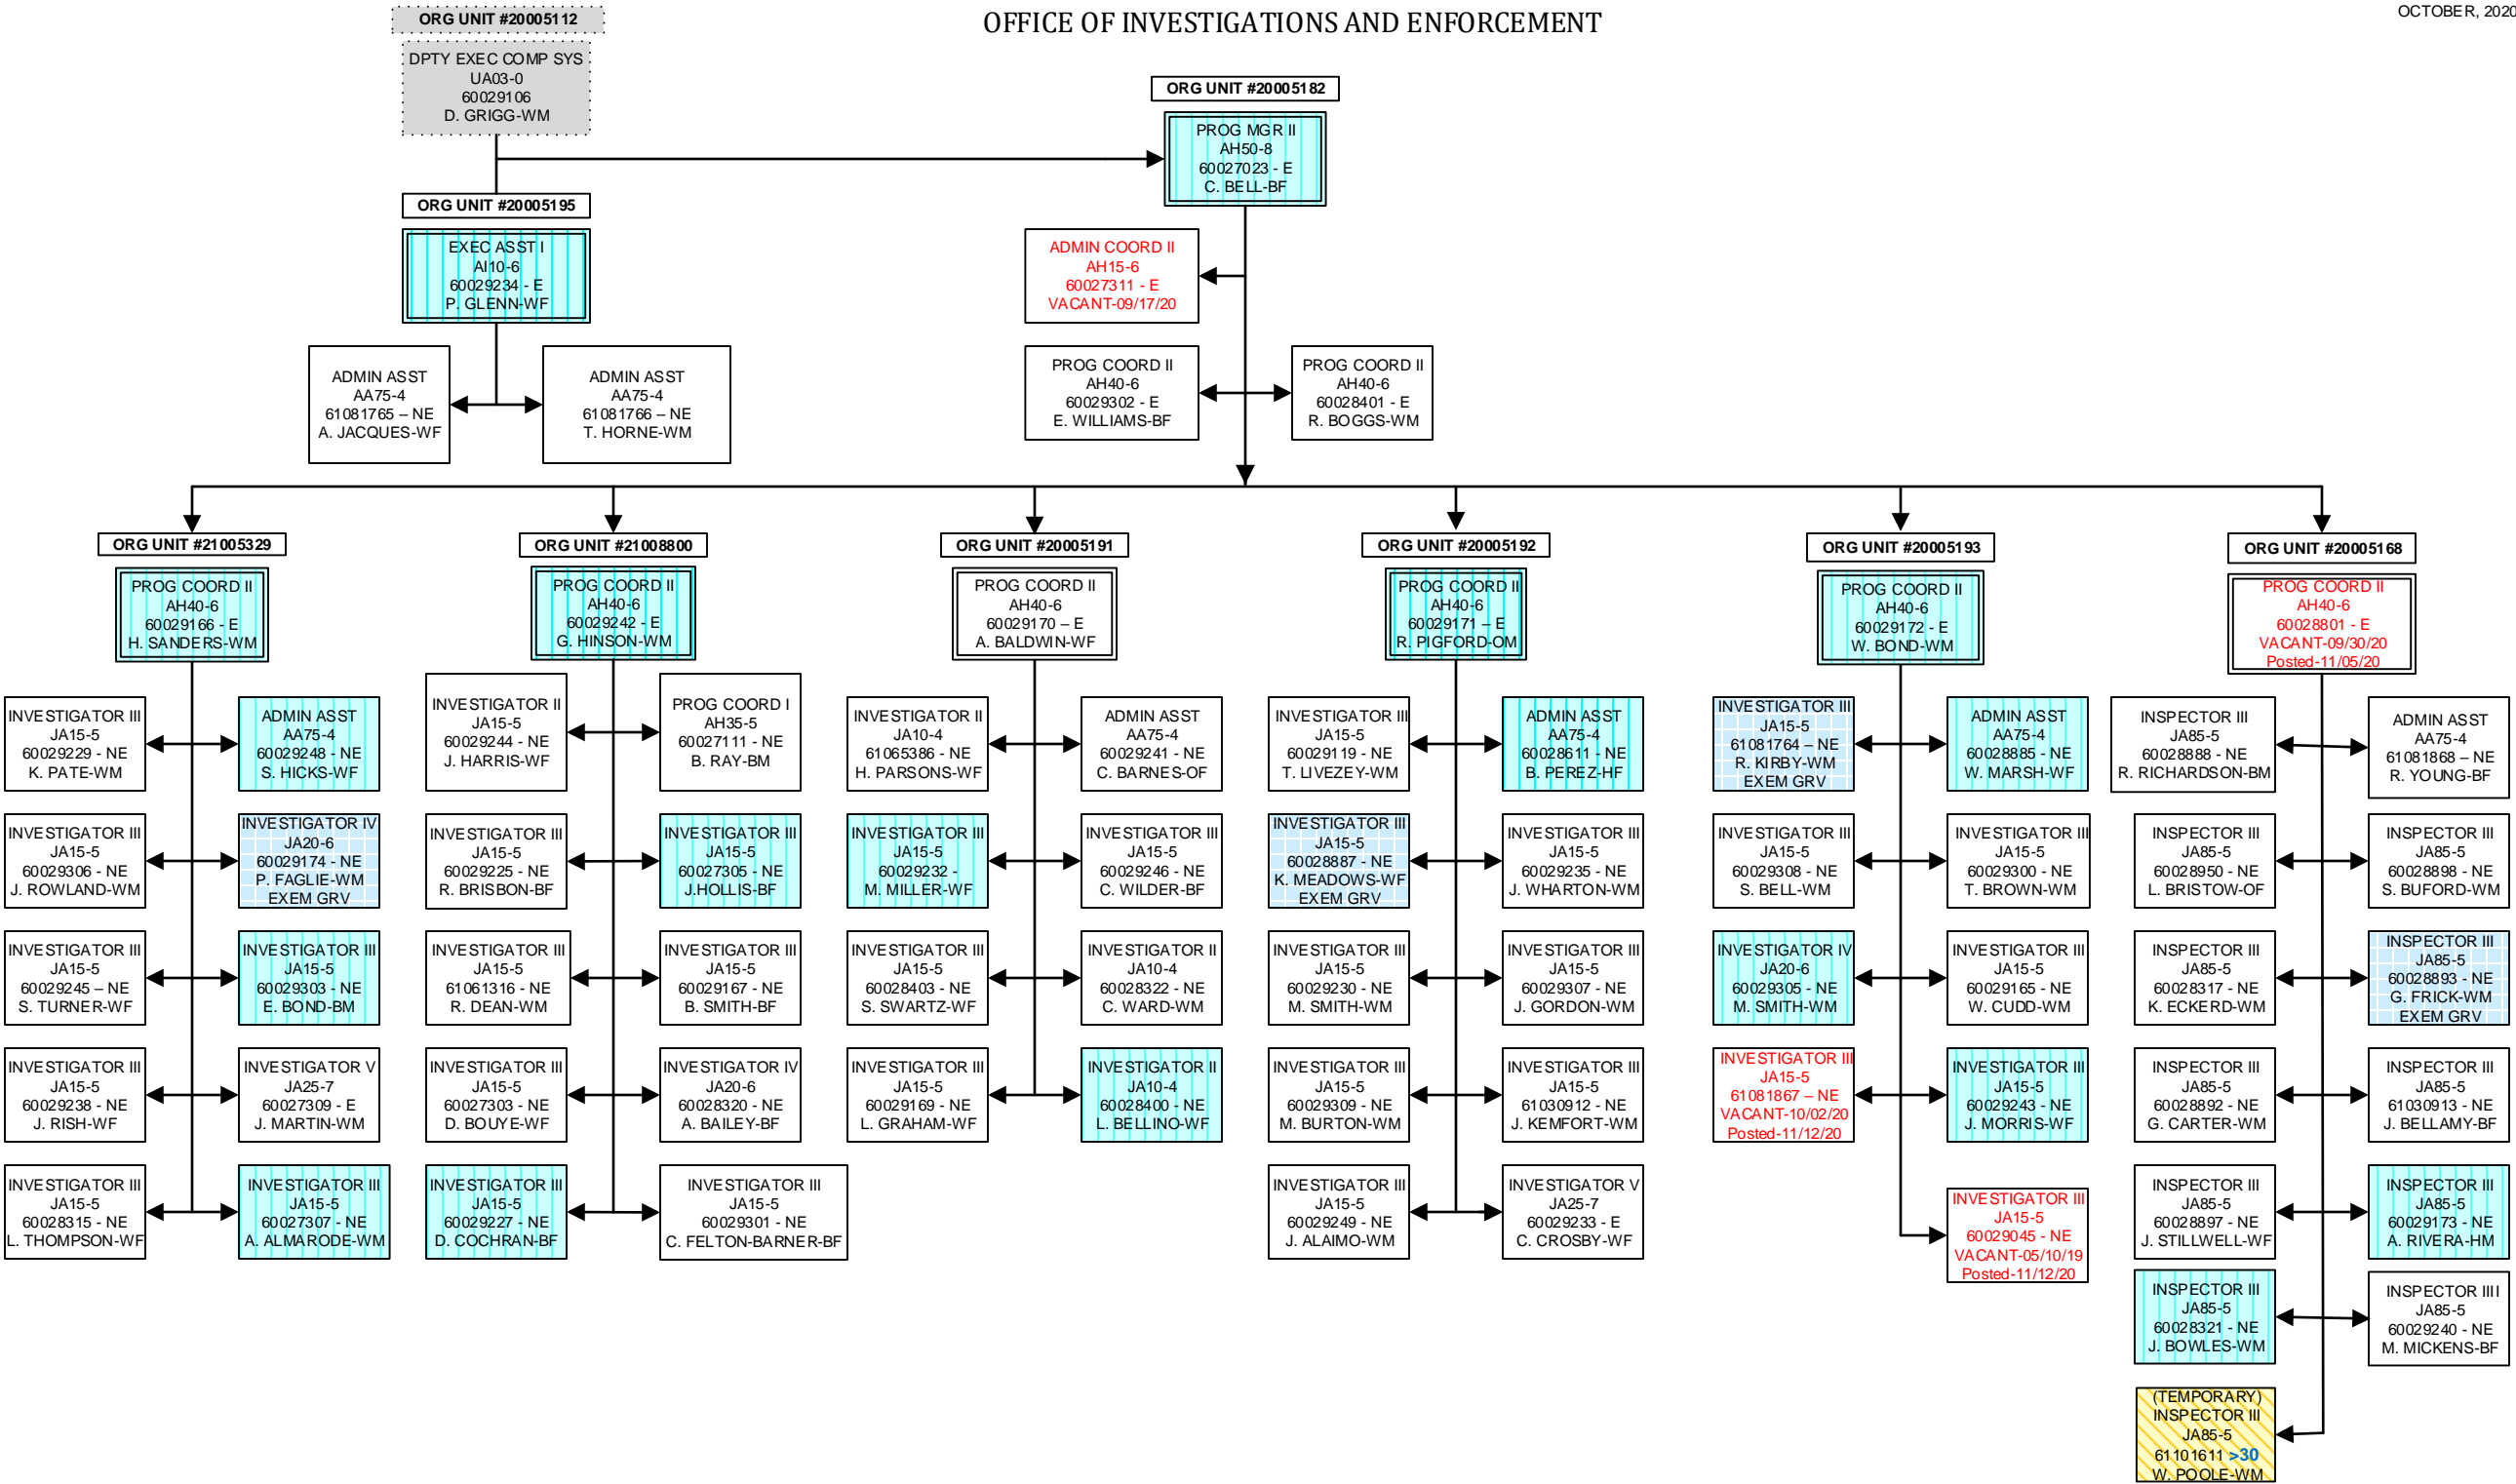 OFFICE OF INVESTIGATIONS AND ENFORCEMENT
OCTOBER, 2020
ORG UNIT #20005112
DPTY EXEC COMP SYS
UA03-0
60029106
D. GRIGG-WM
ORG UNIT #20005182
PROG MGR II
AH50-8
60027023 - E
C. BELL-BF
ORG UNIT #20005195
EXEC ASST I
AI10-6
60029234 - E
P. GLENN-WF
ADMIN COORD II
AH15-6
60027311 - E
VACANT-09/17/20
ADMIN ASST
AA75-4
61081765 – NE
A. JACQUES-WF
ADMIN ASST
AA75-4
61081766 – NE
T. HORNE-WM
PROG COORD II
AH40-6
60029302 - E
E. WILLIAMS-BF
PROG COORD II
AH40-6
60028401 - E
R. BOGGS-WM
ORG UNIT #21005329
PROG COORD II
AH40-6
60029166 - E
H. SANDERS-WM
INVESTIGATOR III
JA15-5
60029229 - NE
K. PATE-WM
ADMIN ASST
AA75-4
60029248 - NE
S. HICKS-WF
INVESTIGATOR III
JA15-5
60029306 - NE
J. ROWLAND-WM
INVESTIGATOR IV
JA20-6
60029174 - NE
P. FAGLIE-WM
EXEM GRV
INVESTIGATOR III
JA15-5
60029245 – NE
S. TURNER-WF
INVESTIGATOR III
JA15-5
60029303 - NE
E. BOND-BM
INVESTIGATOR III
JA15-5
60029238 - NE
J. RISH-WF
INVESTIGATOR V
JA25-7
60027309 - E
J. MARTIN-WM
INVESTIGATOR III
JA15-5
60028315 - NE
L. THOMPSON-WF
INVESTIGATOR III
JA15-5
60027307 - NE
A. ALMARODE-WM
ORG UNIT #21008800
PROG COORD II
AH40-6
60029242 - E
G. HINSON-WM
INVESTIGATOR II
JA15-5
60029244 - NE
J. HARRIS-WF
PROG COORD I
AH35-5
60027111 - NE
B. RAY-BM
INVESTIGATOR III
JA15-5
60029225 - NE
R. BRISBON-BF
INVESTIGATOR III
JA15-5
60027305 - NE
J.HOLLIS-BF
INVESTIGATOR III
JA15-5
61061316 - NE
R. DEAN-WM
INVESTIGATOR III
JA15-5
60029167 - NE
B. SMITH-BF
INVESTIGATOR III
JA15-5
60027303 - NE
D. BOUYE-WF
INVESTIGATOR IV
JA20-6
60028320 - NE
A. BAILEY-BF
INVESTIGATOR III
JA15-5
60029227 - NE
D. COCHRAN-BF
INVESTIGATOR III
JA15-5
60029301 - NE
C. FELTON-BARNER-BF
ORG UNIT #20005191
PROG COORD II
AH40-6
60029170 – E
A. BALDWIN-WF
INVESTIGATOR II
JA10-4
61065386 - NE
H. PARSONS-WF
ADMIN ASST
AA75-4
60029241 - NE
C. BARNES-OF
INVESTIGATOR III
JA15-5
60029232 -
M. MILLER-WF
INVESTIGATOR III
JA15-5
60029246 - NE
C. WILDER-BF
INVESTIGATOR III
JA15-5
60028403 - NE
S. SWARTZ-WF
INVESTIGATOR II
JA10-4
60028322 - NE
C. WARD-WM
INVESTIGATOR III
JA15-5
60029169 - NE
L. GRAHAM-WF
INVESTIGATOR II
JA10-4
60028400 - NE
L. BELLINO-WF
ORG UNIT #20005192
PROG COORD II
AH40-6
60029171 – E
R. PIGFORD-OM
INVESTIGATOR III
JA15-5
60029119 - NE
T. LIVEZEY-WM
ADMIN ASST
AA75-4
60028611 - NE
B. PEREZ-HF
INVESTIGATOR III
JA15-5
60028887 - NE
K. MEADOWS-WF
EXEM GRV
INVESTIGATOR III
JA15-5
60029235 - NE
J. WHARTON-WM
INVESTIGATOR III
JA15-5
60029230 - NE
M. SMITH-WM
INVESTIGATOR III
JA15-5
60029307 - NE
J. GORDON-WM
INVESTIGATOR III
JA15-5
60029309 - NE
M. BURTON-WM
INVESTIGATOR III
JA15-5
61030912 - NE
J. KEMFORT-WM
INVESTIGATOR III
JA15-5
60029249 - NE
J. ALAIMO-WM
INVESTIGATOR V
JA25-7
60029233 - E
C. CROSBY-WF
ORG UNIT #20005193
PROG COORD II
AH40-6
60029172 - E
W. BOND-WM
INVESTIGATOR III
JA15-5
61081764 – NE
R. KIRBY-WM
EXEM GRV
ADMIN ASST
AA75-4
60028885 - NE
W. MARSH-WF
INVESTIGATOR III
JA15-5
60029308 - NE
S. BELL-WM
INVESTIGATOR III
JA15-5
60029300 - NE
T. BROWN-WM
INVESTIGATOR IV
JA20-6
60029305 - NE
M. SMITH-WM
INVESTIGATOR III
JA15-5
60029165 - NE
W. CUDD-WM
INVESTIGATOR III
JA15-5
61081867 – NE
VACANT-10/02/20
Posted-11/12/20
INVESTIGATOR III
JA15-5
60029243 - NE
J. MORRIS-WF
INVESTIGATOR III
JA15-5
60029045 - NE
VACANT-05/10/19
Posted-11/12/20
ORG UNIT #20005168
PROG COORD II
AH40-6
60028801 - E
VACANT-09/30/20
Posted-11/05/20
INSPECTOR III
JA85-5
60028888 - NE
R. RICHARDSON-BM
ADMIN ASST
AA75-4
61081868 – NE
R. YOUNG-BF
INSPECTOR III
JA85-5
60028950 - NE
L. BRISTOW-OF
INSPECTOR III
JA85-5
60028898 - NE
S. BUFORD-WM
INSPECTOR III
JA85-5
60028317 - NE
K. ECKERD-WM
INSPECTOR III
JA85-5
60028893 - NE
G. FRICK-WM
EXEM GRV
INSPECTOR III
JA85-5
60028892 - NE
G. CARTER-WM
INSPECTOR III
JA85-5
61030913 - NE
J. BELLAMY-BF
INSPECTOR III
JA85-5
60028897 - NE
J. STILLWELL-WF
INSPECTOR III
JA85-5
60029173 - NE
A. RIVERA-HM
INSPECTOR III
JA85-5
60028321 - NE
J. BOWLES-WM
INSPECTOR IIII
JA85-5
60029240 - NE
M. MICKENS-BF
(TEMPORARY)
INSPECTOR III
JA85-5
61101611 >30
W. POOLE-WM